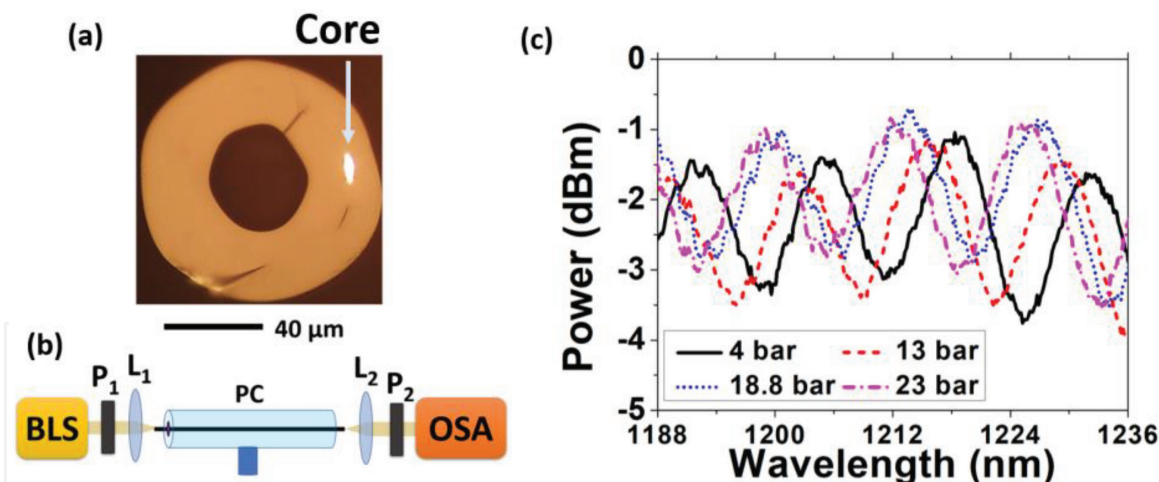 (a)
Core
40 μm
(b)
BLS
P1
L1
PC
L2
P2
OSA
(c)
Power (dBm)
0
-1
-2
-3
-4
-5
4 bar
13 bar
18.8 bar
23 bar
1188
1200
1212
1224
1236
Wavelength (nm)